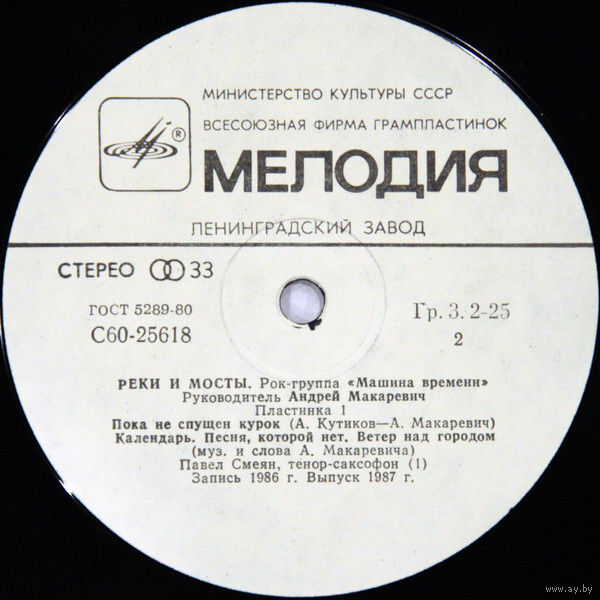 МИНИСТЕРСТВО КУЛЬТУРЫ СССР
ВСЕСОЮЗНАЯ ФИРМА ГРАМПЛАСТИНОК
®
МЕЛОДИЯ
ЛЕНИНГРАДСКИЙ ЗАВОД
СТЕРЕО 33
ГОСТ 5289-80
С60-25618
Гр. 3. 2-25
2
РЕКИ И МОСТЫ. Рок-группа «Машина времени»
Руководитель Андрей Макаревич
Пластинка 1
Пока не спущен курок (А. Кутиков—А. Макаревич)
Календарь. Песня, которой нет. Ветер над городом
(муз. и слова А. Макаревича)
Павел Смеян, тенор-саксофон (1)
Запись 1986 г. Выпуск 1987 г.
www.ay.by